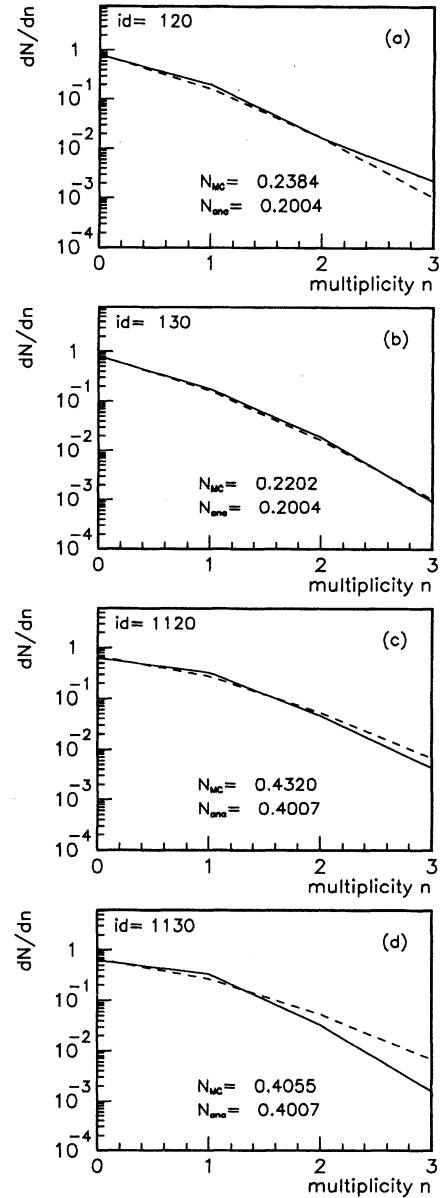 dN/dn
id= 120
(a)
1
10⁻¹
10⁻²
10⁻³
10⁻⁴
N_MC= 0.2384
N_ana= 0.2004
0 1 2 3
multiplicity n
dN/dn
id= 130
(b)
1
10⁻¹
10⁻²
10⁻³
10⁻⁴
N_MC= 0.2202
N_ana= 0.2004
0 1 2 3
multiplicity n
dN/dn
id= 1120
(c)
1
10⁻¹
10⁻²
10⁻³
10⁻⁴
N_MC= 0.4320
N_ana= 0.4007
0 1 2 3
multiplicity n
dN/dn
id= 1130
(d)
1
10⁻¹
10⁻²
10⁻³
10⁻⁴
N_MC= 0.4055
N_ana= 0.4007
0 1 2 3
multiplicity n